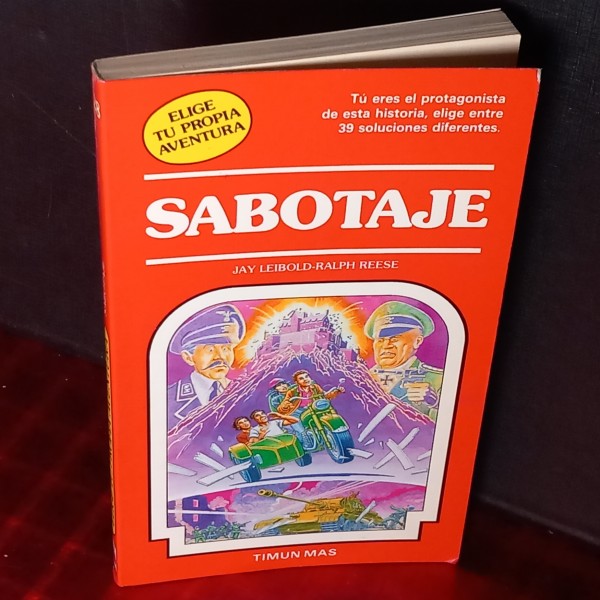 ELIGE
TU PROPIA
AVENTURA
Tú eres el protagonista
de esta historia, elige entre
39 soluciones diferentes.
SABOTAJE
JAY LEIBOLD-RALPH REESE
TIMUN MAS